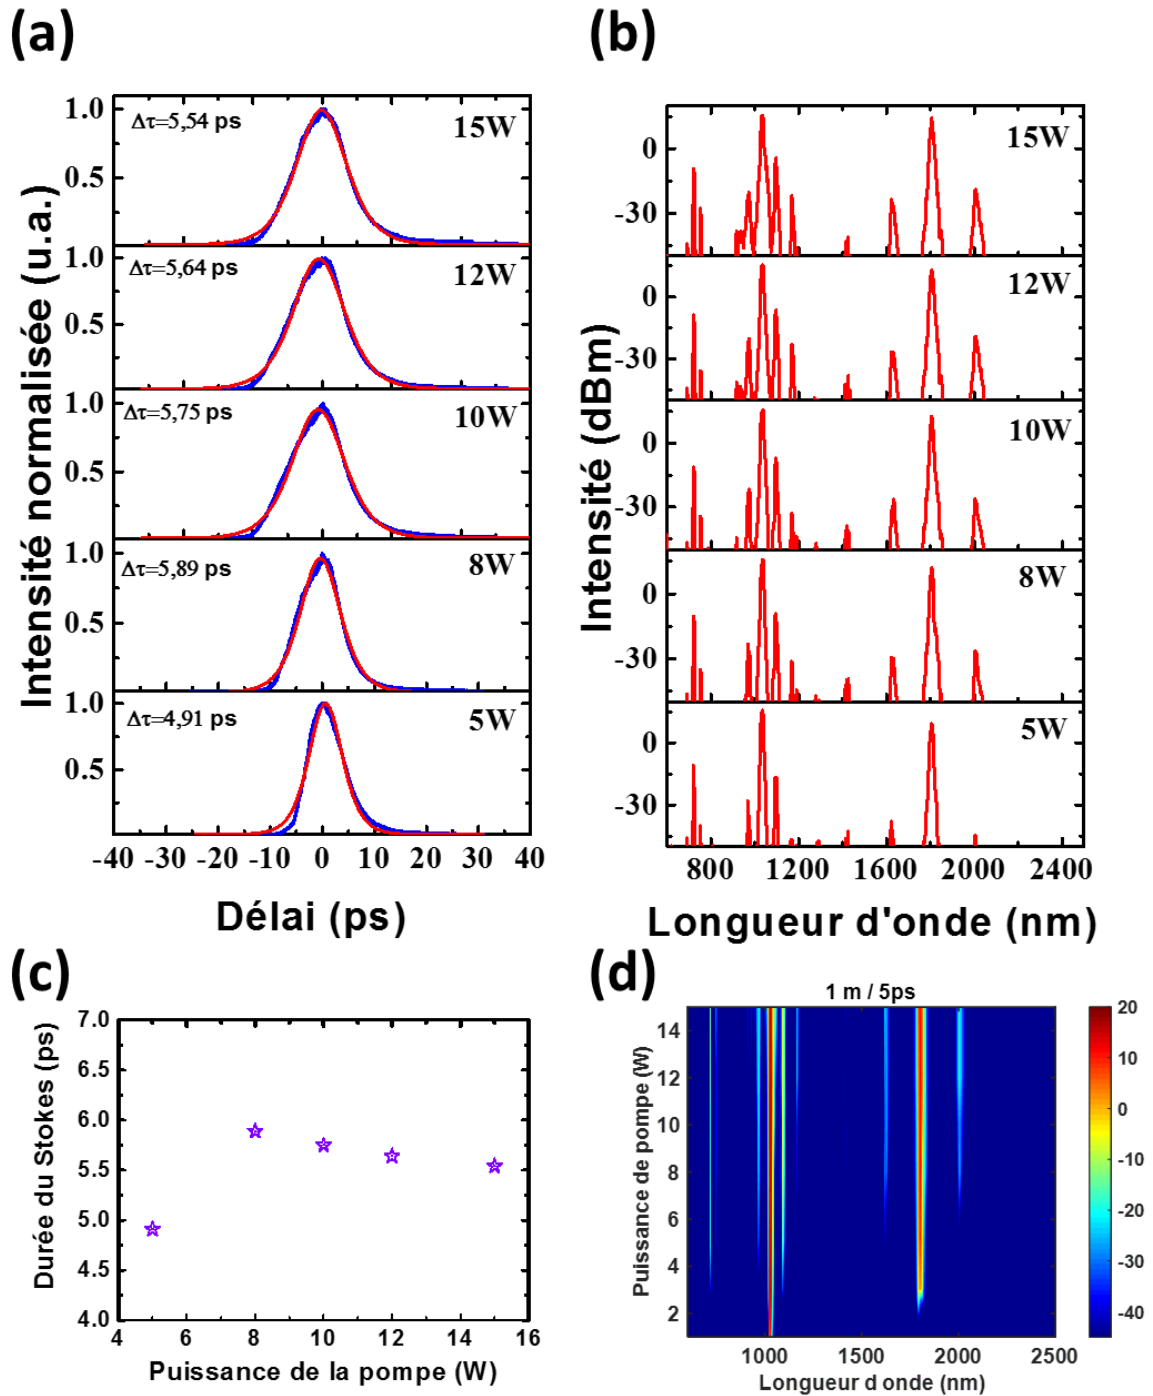 (a)
Intensité normalisée (u.a.)
1.0
0.5
Δτ=5,54 ps
15W
1.0
0.5
Δτ=5,64 ps
12W
1.0
0.5
Δτ=5,75 ps
10W
1.0
0.5
Δτ=5,89 ps
8W
1.0
0.5
Δτ=4,91 ps
5W
-40 -30 -20 -10 0 10 20 30 40
Délai (ps)
(b)
Intensité (dBm)
0
-30
15W
0
-30
12W
0
-30
10W
0
-30
8W
0
-30
5W
800 1200 1600 2000 2400
Longueur d'onde (nm)
(c)
Durée du Stokes (ps)
7.0
6.5
6.0
5.5
5.0
4.5
4.0
4 6 8 10 12 14 16
Puissance de la pompe (W)
(d)
1 m / 5ps
Puissance de pompe (W)
14
12
10
8
6
4
2
1000 1500 2000 2500
Longueur d onde (nm)
20
10
0
-10
-20
-30
-40